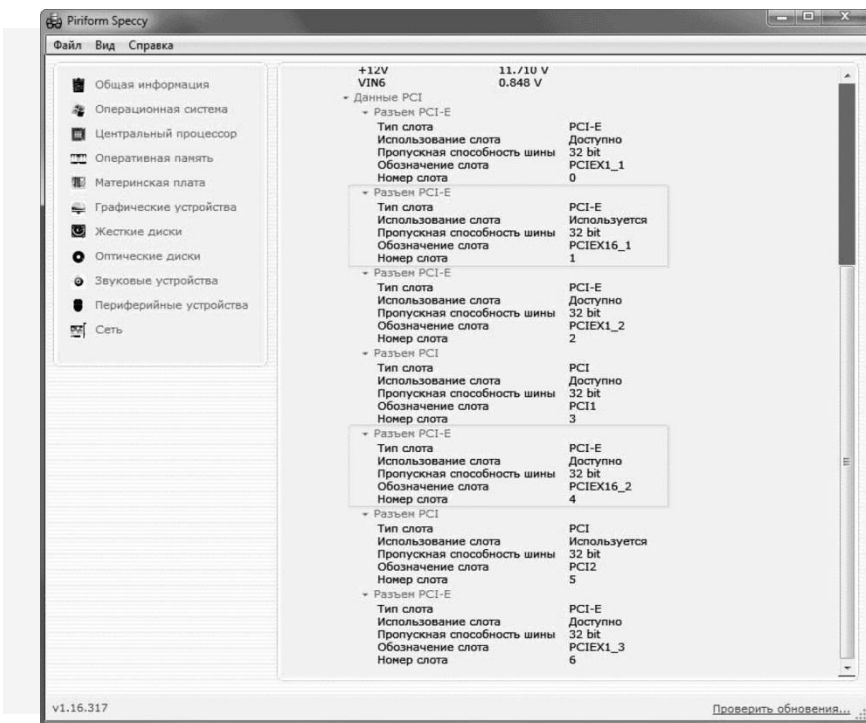 Piriform Speccy
Файл Вид Справка
Общая информация
Операционная система
Центральный процессор
Оперативная память
Материнская плата
Графические устройства
Жесткие диски
Оптические диски
Звуковые устройства
Периферийные устройства
Сеть
+12V 11.710 V
VIN6 0.848 V
Данные PCI
Разъем PCI-E
Тип слота PCI-E
Использование слота Доступно
Пропускная способность шины 32 bit
Обозначение слота PCIEX1_1
Номер слота 0
Разъем PCI-E
Тип слота PCI-E
Использование слота Используется
Пропускная способность шины 32 bit
Обозначение слота PCIEX16_1
Номер слота 1
Разъем PCI-E
Тип слота PCI-E
Использование слота Доступно
Пропускная способность шины 32 bit
Обозначение слота PCIEX1_2
Номер слота 2
Разъем PCI
Тип слота PCI
Использование слота Доступно
Пропускная способность шины 32 bit
Обозначение слота PCI1
Номер слота 3
Разъем PCI-E
Тип слота PCI-E
Использование слота Доступно
Пропускная способность шины 32 bit
Обозначение слота PCIEX16_2
Номер слота 4
Разъем PCI
Тип слота PCI
Использование слота Используется
Пропускная способность шины 32 bit
Обозначение слота PCI2
Номер слота 5
Разъем PCI-E
Тип слота PCI-E
Использование слота Доступно
Пропускная способность шины 32 bit
Обозначение слота PCIEX1_3
Номер слота 6
v1.16.317 Проверить обновения...